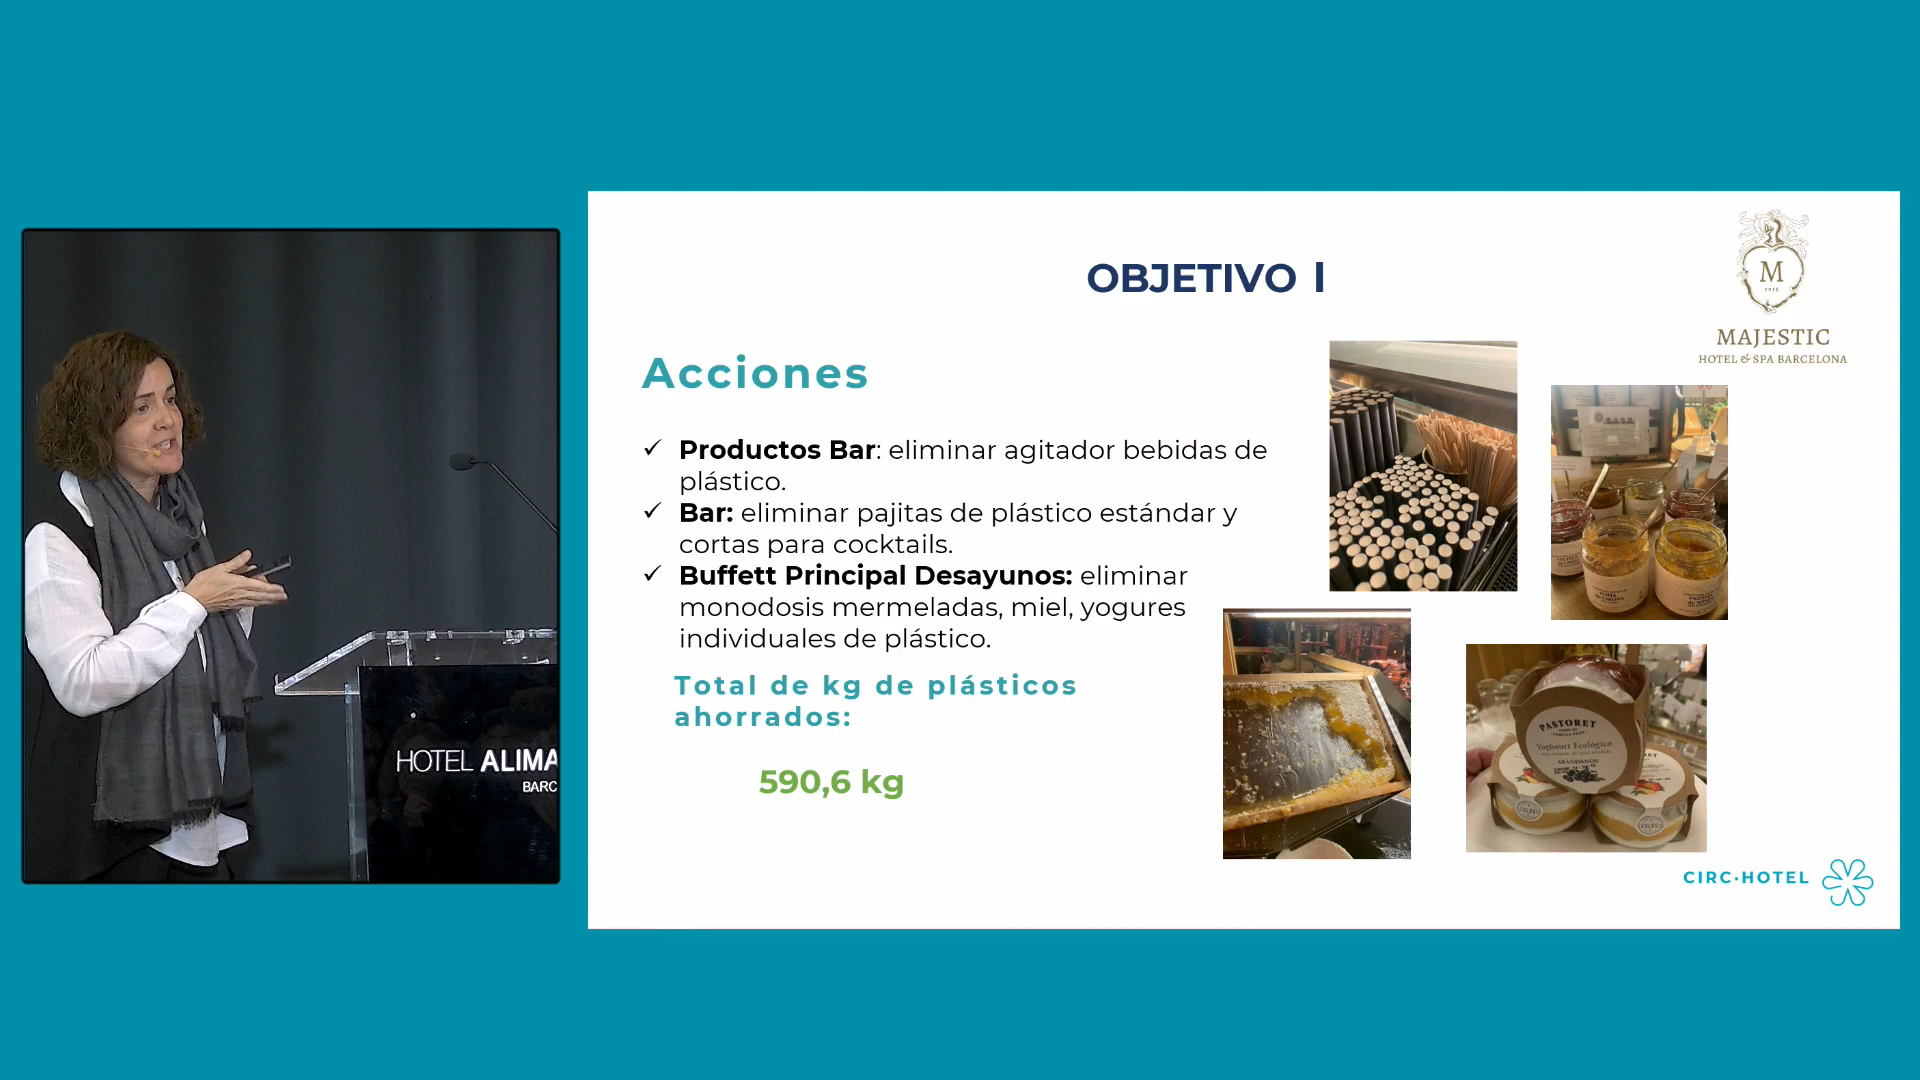 OBJETIVO I
M
MAJESTIC
HOTEL & SPA BARCELONA
Acciones
✓ Productos Bar: eliminar agitador bebidas de
plástico.
✓ Bar: eliminar pajitas de plástico estándar y
cortas para cocktails.
✓ Buffett Principal Desayunos: eliminar
monodosis mermeladas, miel, yogures
individuales de plástico.
Total de kg de plásticos
ahorrados:
590,6 kg
PASTORET
Yoghourt Ecológico
ARÁNDANOS
HOTEL ALIMA
BARC
CIRC·HOTEL